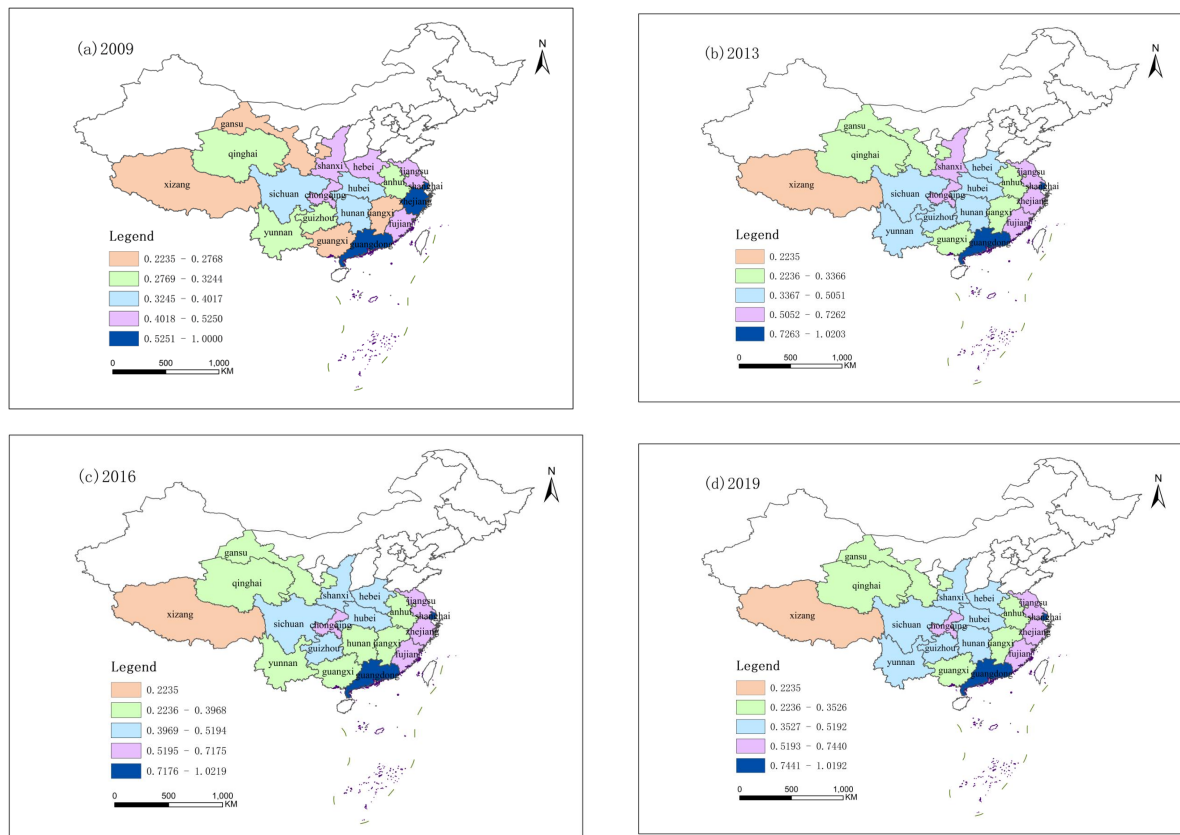 (a)2009
N
gansu
qinghai
xizang
shanxi
hebei
jiangsu
anhui
shanghai
sichuan
chongqing
hubei
zhejiang
hunan
jiangxi
guizhou
fujian
yunnan
guangxi
guangdong
Legend
0.2235 - 0.2768
0.2769 - 0.3244
0.3245 - 0.4017
0.4018 - 0.5250
0.5251 - 1.0000
0 500 1,000
KM
(b)2013
N
gansu
qinghai
xizang
shanxi
hebei
jiangsu
anhui
shanghai
sichuan
chongqing
hubei
zhejiang
hunan
jiangxi
guizhou
fujian
yunnan
guangxi
guangdong
Legend
0.2235
0.2236 - 0.3366
0.3367 - 0.5051
0.5052 - 0.7262
0.7263 - 1.0203
0 500 1,000
KM
(c)2016
N
gansu
qinghai
xizang
shanxi
hebei
jiangsu
anhui
shanghai
sichuan
chongqing
hubei
zhejiang
hunan
jiangxi
guizhou
fujian
yunnan
guangxi
guangdong
Legend
0.2235
0.2236 - 0.3968
0.3969 - 0.5194
0.5195 - 0.7175
0.7176 - 1.0219
0 500 1,000
KM
(d)2019
N
gansu
qinghai
xizang
shanxi
hebei
jiangsu
anhui
shanghai
sichuan
chongqing
hubei
zhejiang
hunan
jiangxi
guizhou
fujian
yunnan
guangxi
guangdong
Legend
0.2235
0.2236 - 0.3526
0.3527 - 0.5192
0.5193 - 0.7440
0.7441 - 1.0192
0 500 1,000
KM